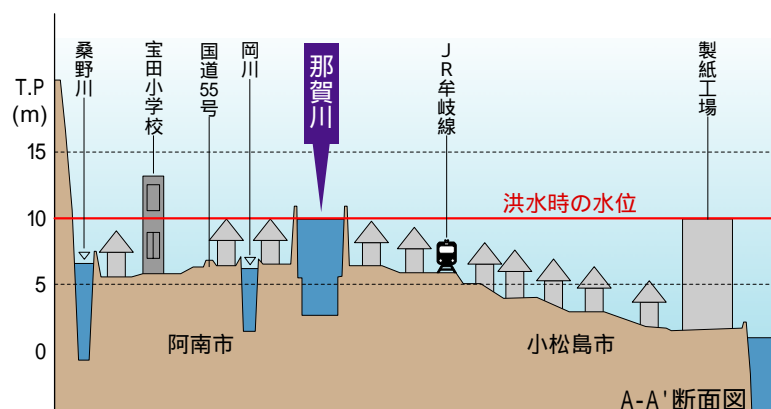 桑野川
宝田小学校
国道55号
岡川
那賀川
JR牟岐線
製紙工場
T.P
(m)
15
洪水時の水位
10
5
0
阿南市
小松島市
A-A'断面図